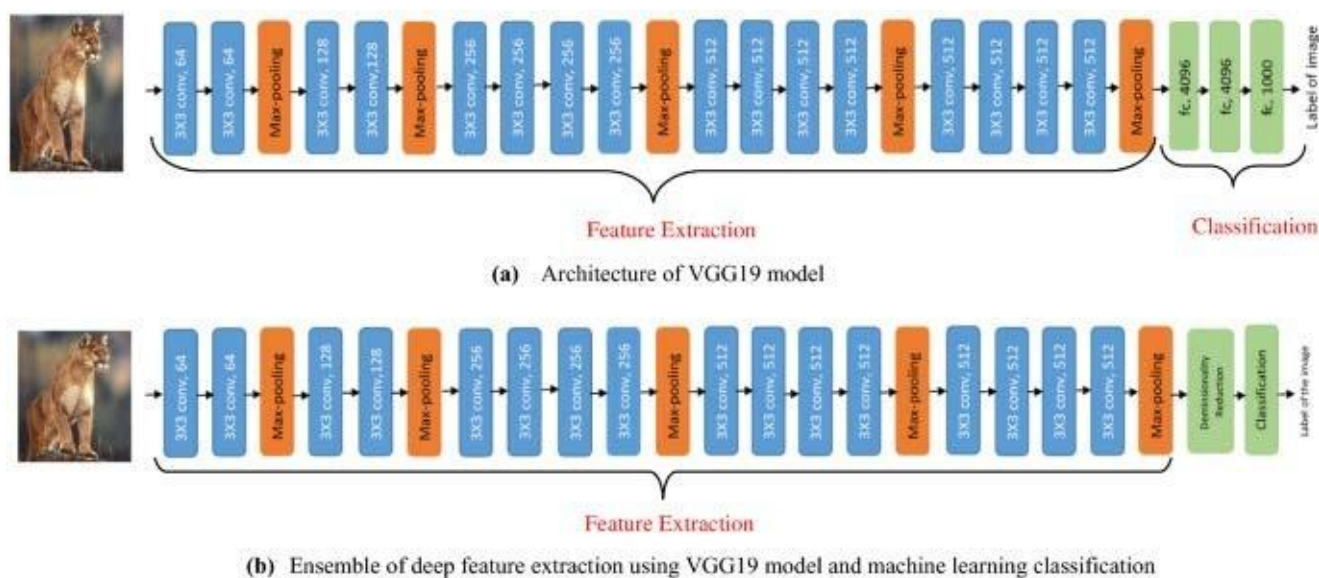 3X3 conv, 64
3X3 conv, 64
Max-pooling
3X3 conv, 128
3X3 conv,128
Max-pooling
3X3 conv, 256
3X3 conv, 256
3X3 conv, 256
3X3 conv, 256
Max-pooling
3X3 conv, 512
3X3 conv, 512
3X3 conv, 512
3X3 conv, 512
Max-pooling
3X3 conv, 512
3X3 conv, 512
3X3 conv, 512
3X3 conv, 512
Max-pooling
fc, 4096
fc, 4096
fc, 1000
Label of image
Feature Extraction
Classification
(a) Architecture of VGG19 model
3X3 conv, 64
3X3 conv, 64
Max-pooling
3X3 conv, 128
3X3 conv,128
Max-pooling
3X3 conv, 256
3X3 conv, 256
3X3 conv, 256
3X3 conv, 256
Max-pooling
3X3 conv, 512
3X3 conv, 512
3X3 conv, 512
3X3 conv, 512
Max-pooling
3X3 conv, 512
3X3 conv, 512
3X3 conv, 512
3X3 conv, 512
Max-pooling
Demissionality
Reduction
Classification
Label of the image
Feature Extraction
(b) Ensemble of deep feature extraction using VGG19 model and machine learning classification